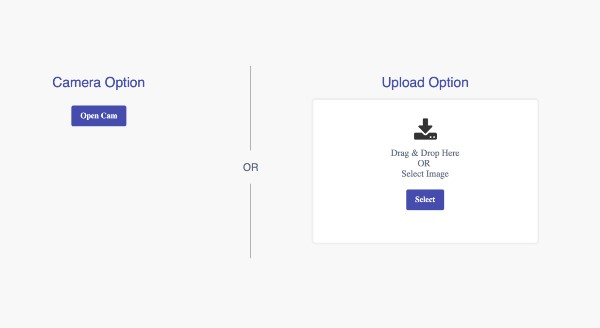 Camera Option
Open Cam
OR
Upload Option
Drag & Drop Here
OR
Select Image
Select